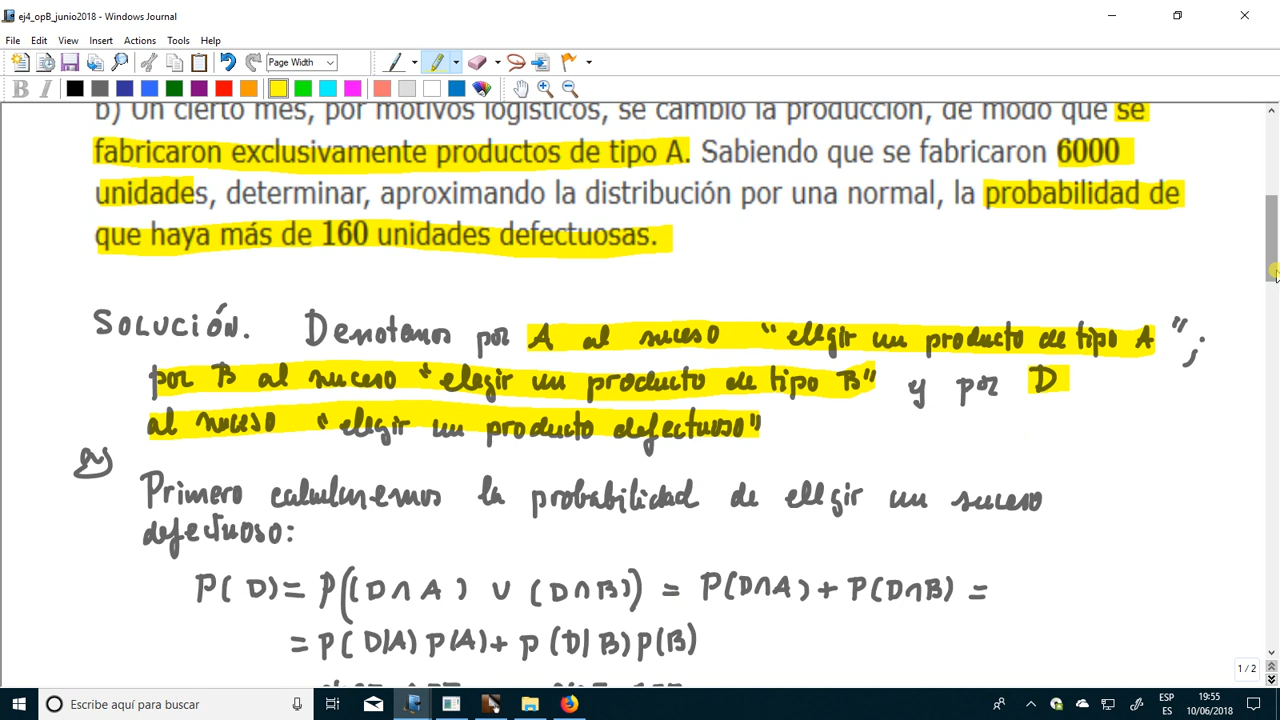 ej4_opB_junio2018 - Windows Journal
File Edit View Insert Actions Tools Help
Page Width
B I
b) Un cierto mes, por motivos logísticos, se cambió la producción, de modo que se
fabricaron exclusivamente productos de tipo A. Sabiendo que se fabricaron 6000
unidades, determinar, aproximando la distribución por una normal, la probabilidad de
que haya más de 160 unidades defectuosas.
SOLUCIÓN. Denotamos por A al suceso "elegir un producto de tipo A";
por B al suceso "elegir un producto de tipo B" y por D
al suceso "elegir un producto defectuoso"
a)
Primero calcularemos la probabilidad de elegir un suceso
defectuoso:
P(D) = P((D∩A) ∪ (D∩B)) = P(D∩A) + P(D∩B) =
= P(D|A) P(A) + P(D|B) P(B)
1 / 2
Escribe aquí para buscar
ESP
ES
19:55
10/06/2018